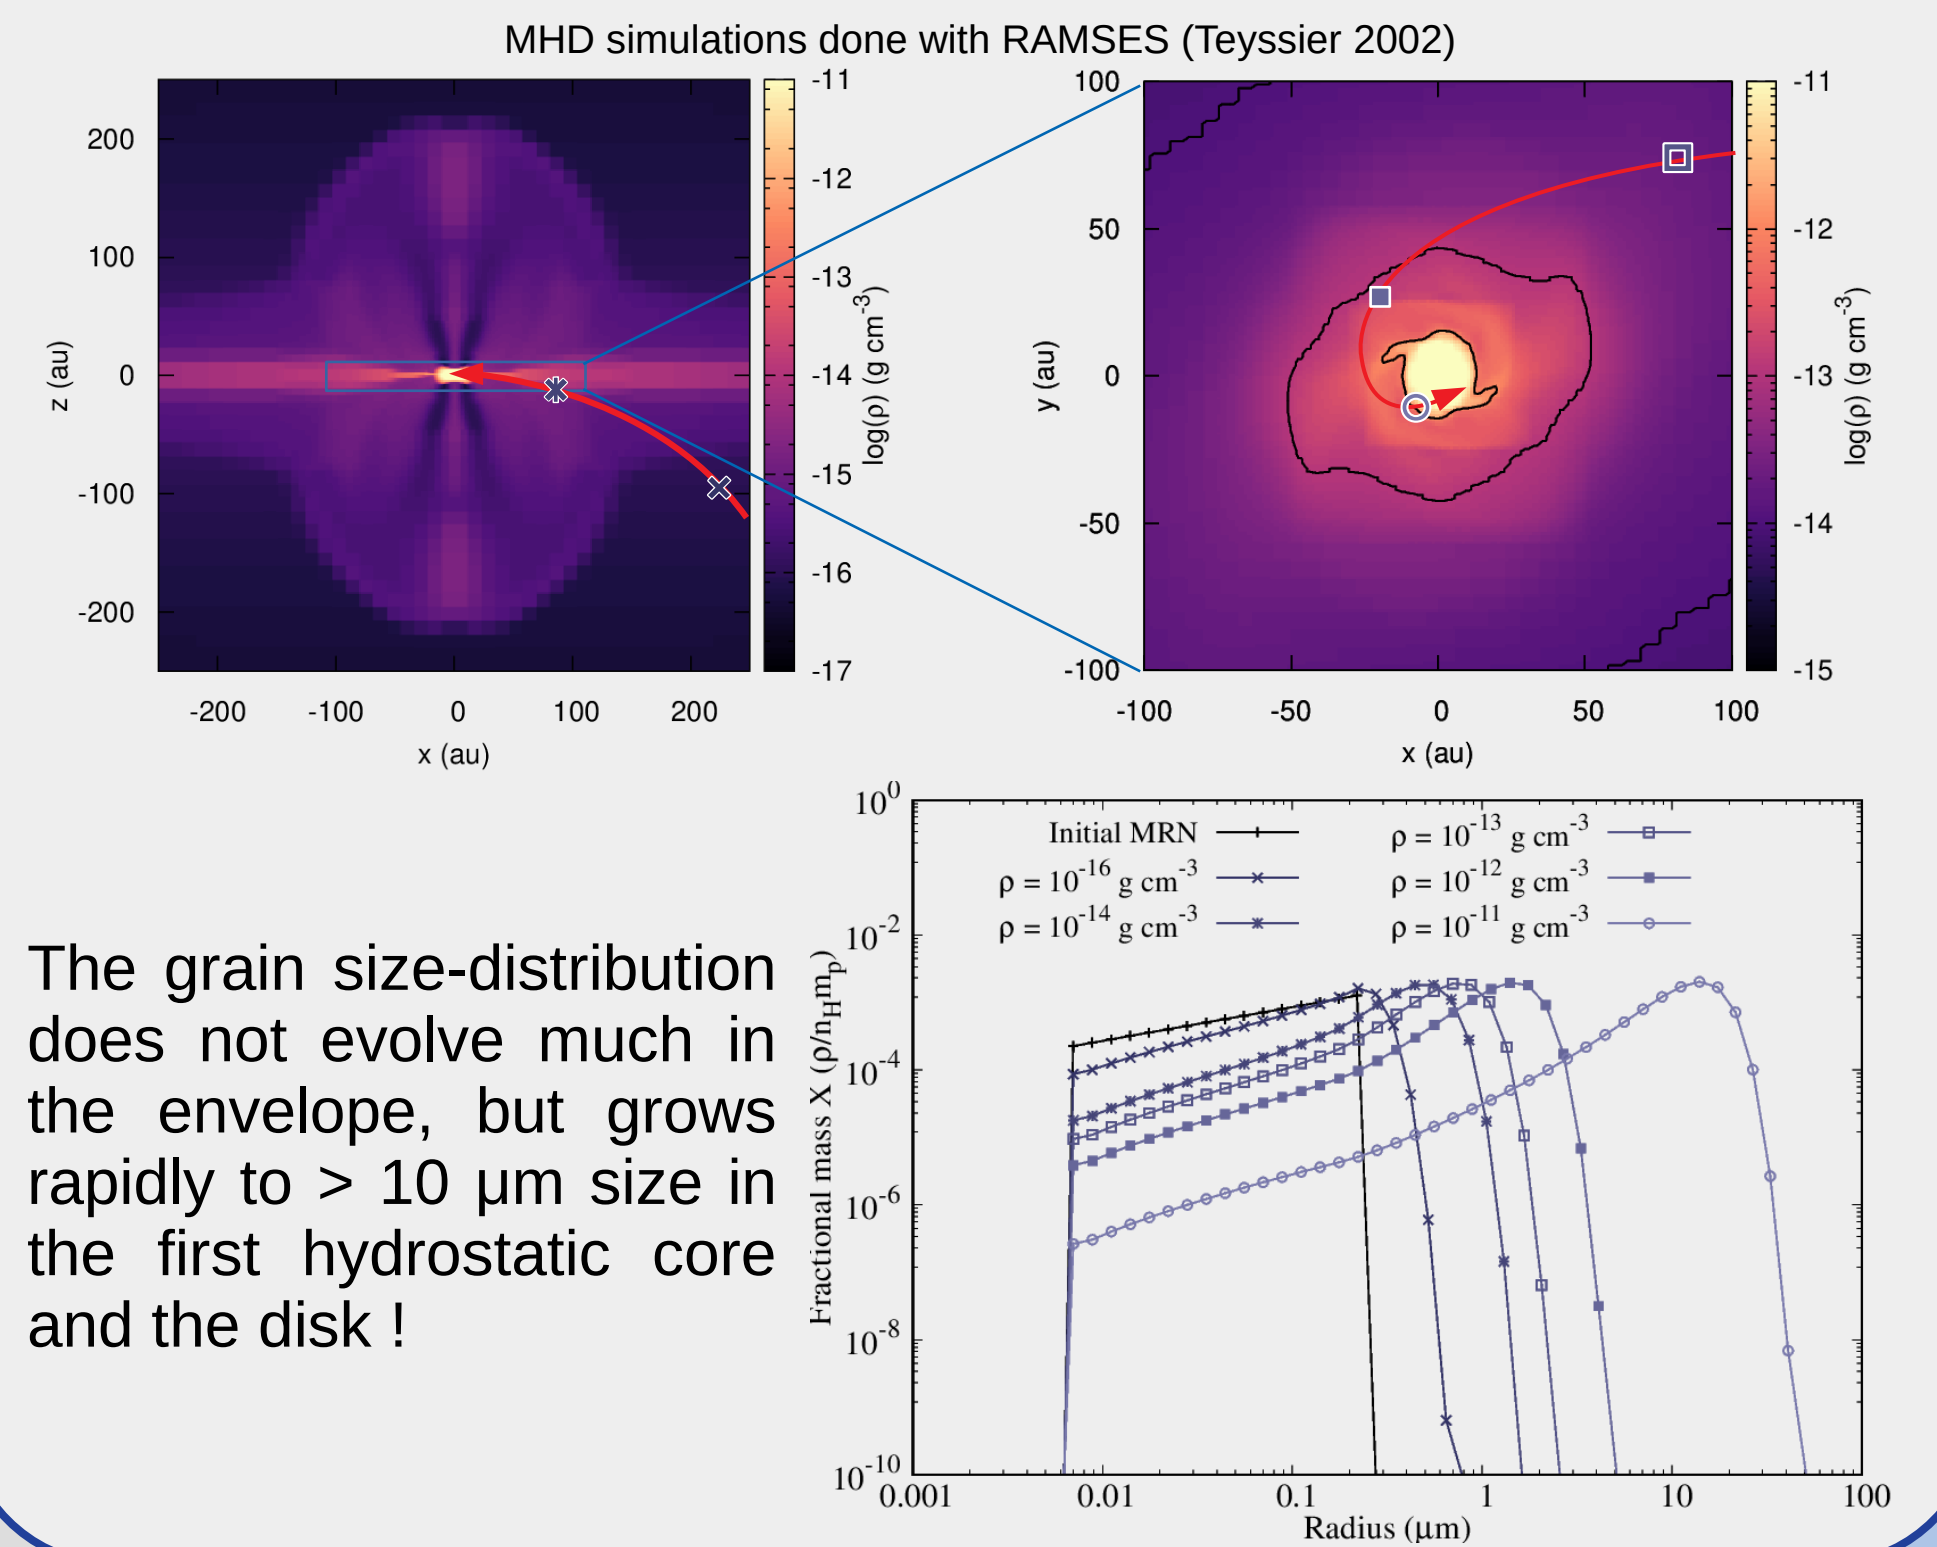 MHD simulations done with RAMSES (Teyssier 2002)
200
100
0
-100
-200
z (au)
-200 -100 0 100 200
x (au)
-11
-12
-13
-14
-15
-16
-17
log(ρ) (g cm-3)
100
50
0
-50
-100
y (au)
-100 -50 0 50 100
x (au)
-11
-12
-13
-14
-15
log(ρ) (g cm-3)
The grain size-distribution
does not evolve much in
the envelope, but grows
rapidly to > 10 μm size in
the first hydrostatic core
and the disk !
Initial MRN
ρ = 10-16 g cm-3
ρ = 10-14 g cm-3
ρ = 10-13 g cm-3
ρ = 10-12 g cm-3
ρ = 10-11 g cm-3
100
10-2
10-4
10-6
10-8
10-10
Fractional mass X (ρ/nHmp)
0.001 0.01 0.1 1 10 100
Radius (μm)